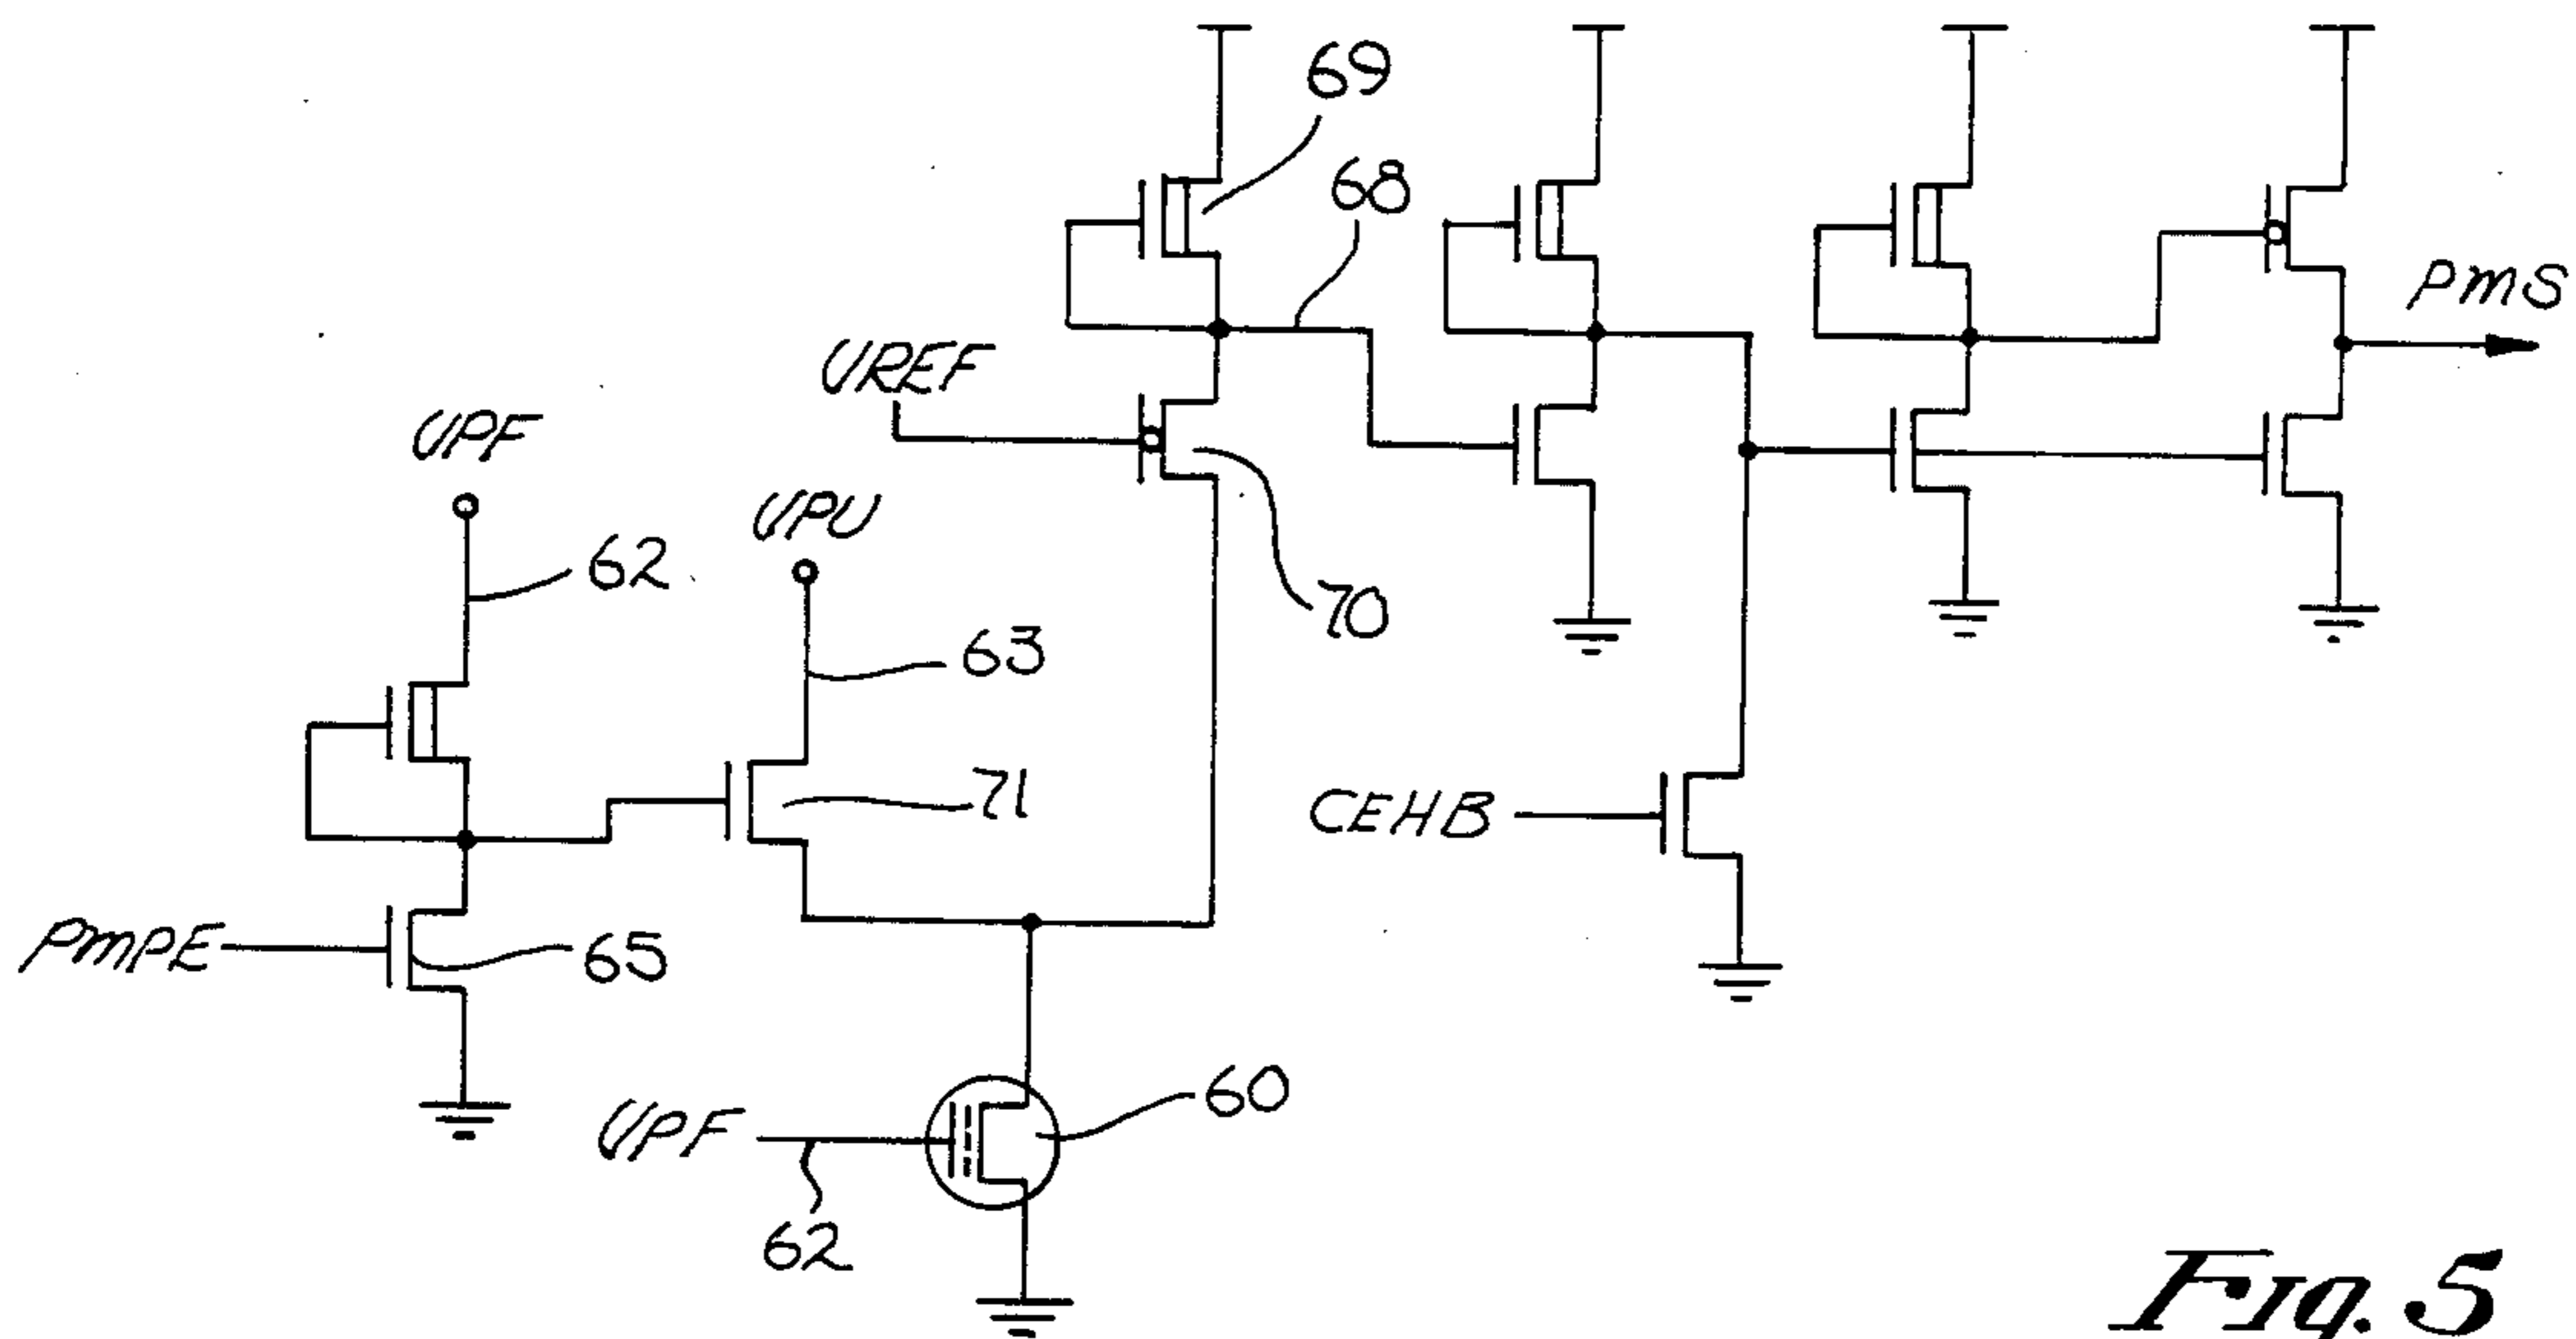 69
68
PMS
VREF
VPF
VPU
62
70
63
71
CEHB
PMPE
65
60
VPF
62
Fig. 5